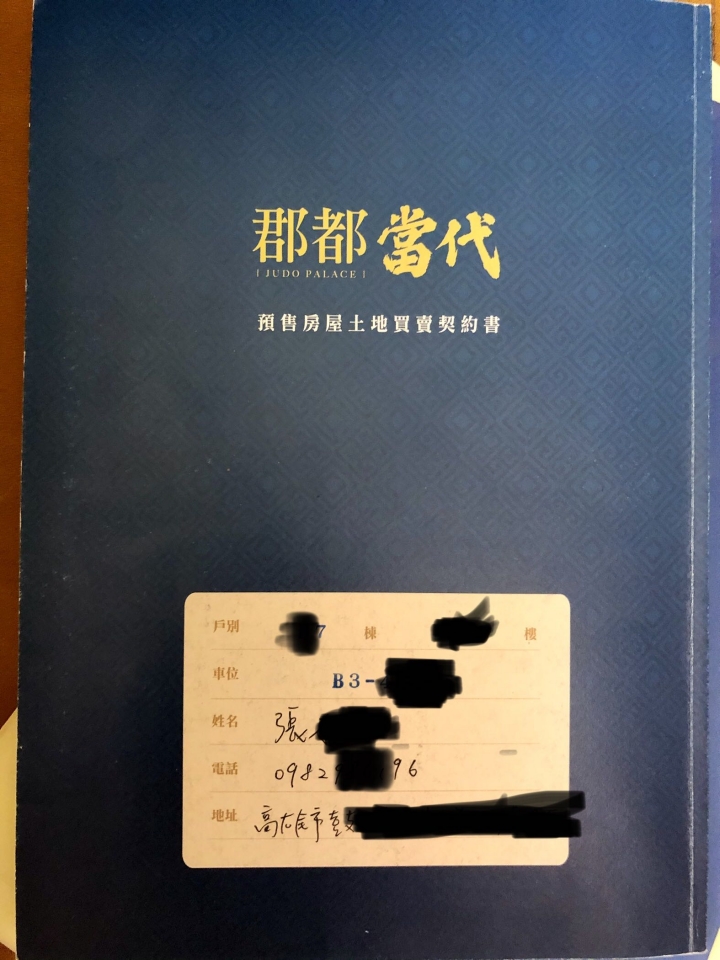 郡都當代
[ JUDO PALACE ]
預售房屋土地買賣契約書
戶別 7 棟 樓
車位 B3-
姓名 張
電話 0982 96
地址 高雄市